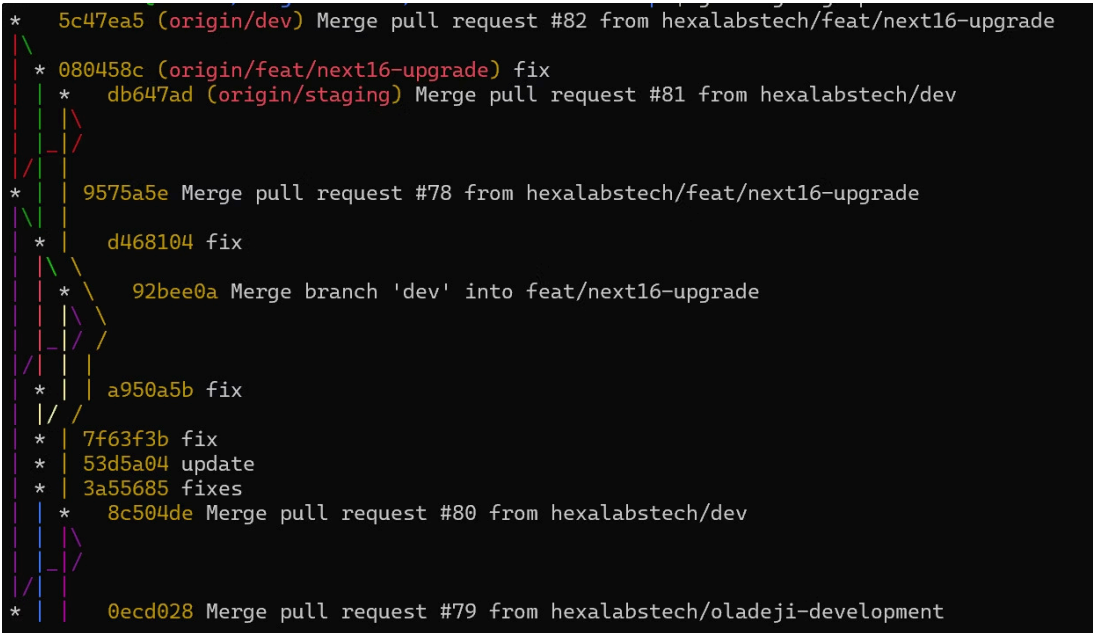 * 5c47ea5 (origin/dev) Merge pull request #82 from hexalabstech/feat/next16-upgrade
* 080458c (origin/feat/next16-upgrade) fix
* db647ad (origin/staging) Merge pull request #81 from hexalabstech/dev
* 9575a5e Merge pull request #78 from hexalabstech/feat/next16-upgrade
* d468104 fix
* 92bee0a Merge branch 'dev' into feat/next16-upgrade
* a950a5b fix
* 7f63f3b fix
* 53d5a04 update
* 3a55685 fixes
* 8c504de Merge pull request #80 from hexalabstech/dev
* 0ecd028 Merge pull request #79 from hexalabstech/oladeji-development